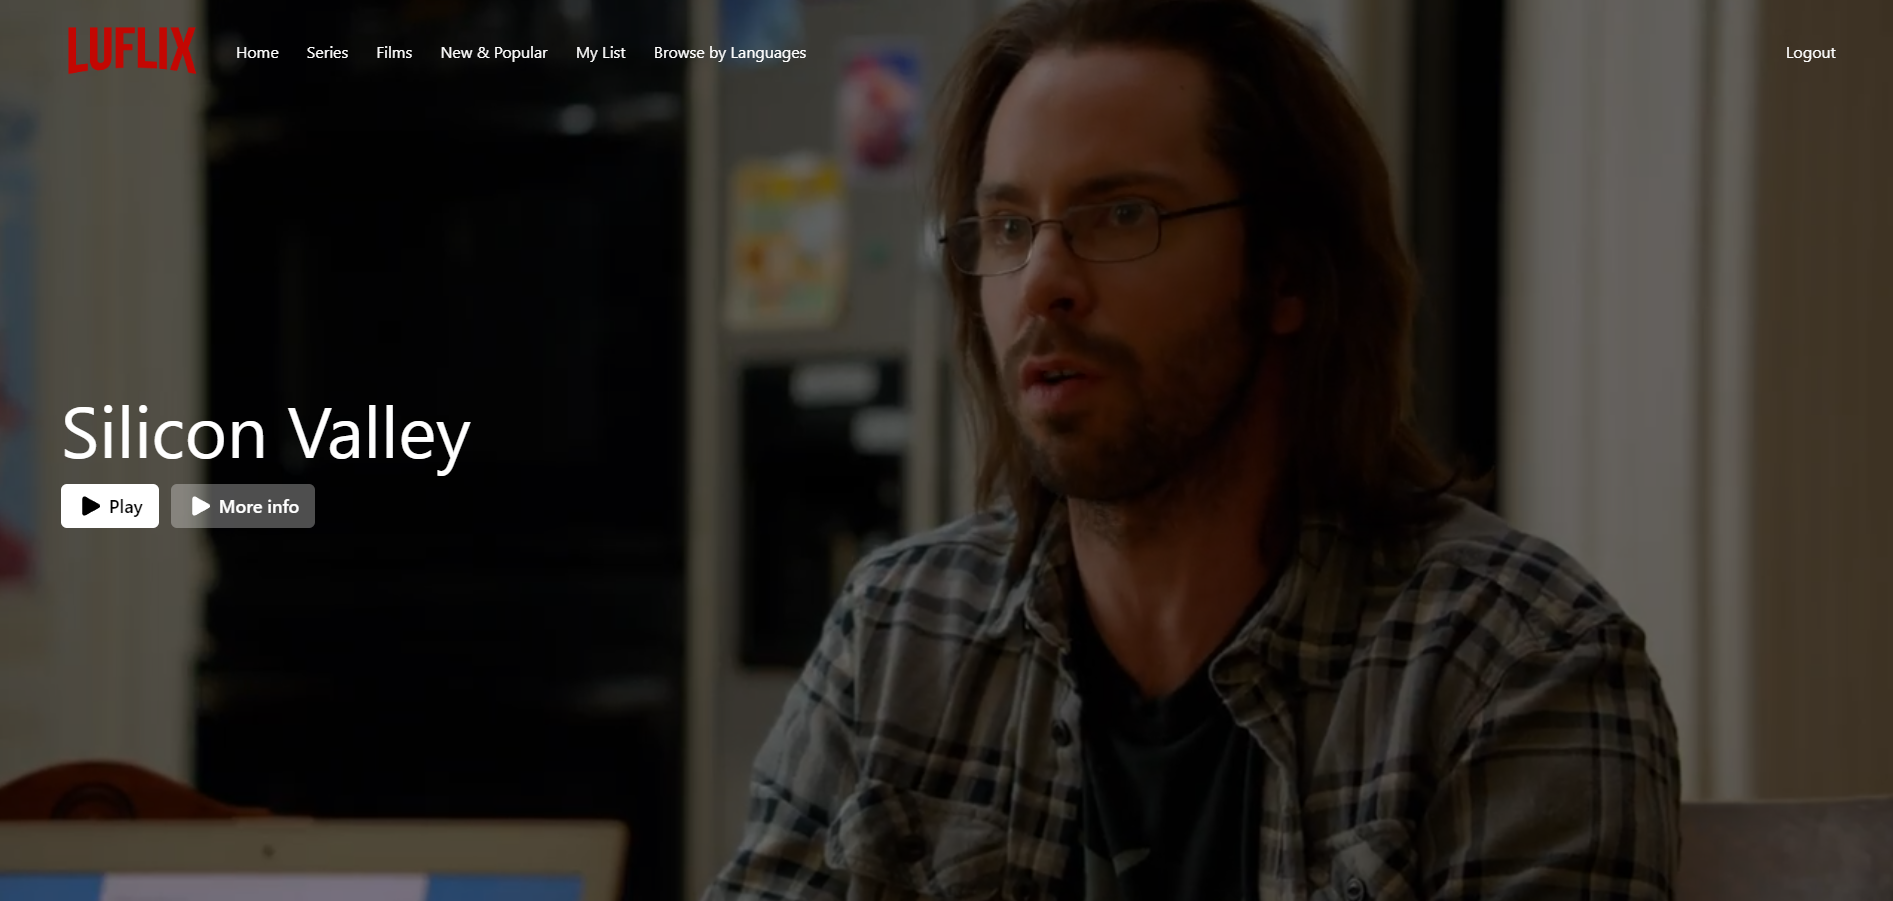 LUFLIX
Home Series Films New & Popular My List Browse by Languages Logout
Silicon Valley
Play More info